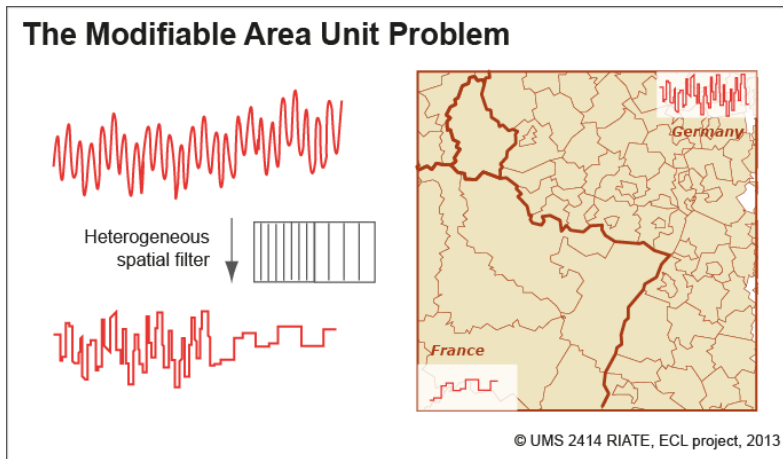 The Modifiable Area Unit Problem
Heterogeneous
spatial filter
Germany
France
© UMS 2414 RIATE, ECL project, 2013